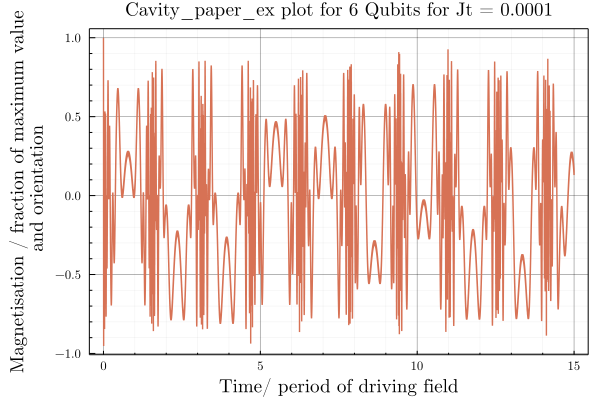 Cavity_paper_ex plot for 6 Qubits for Jt = 0.0001
Magnetisation / fraction of maximum value
and orientation
1.0
0.5
0.0
−0.5
−1.0
0
5
10
15
Time/ period of driving field